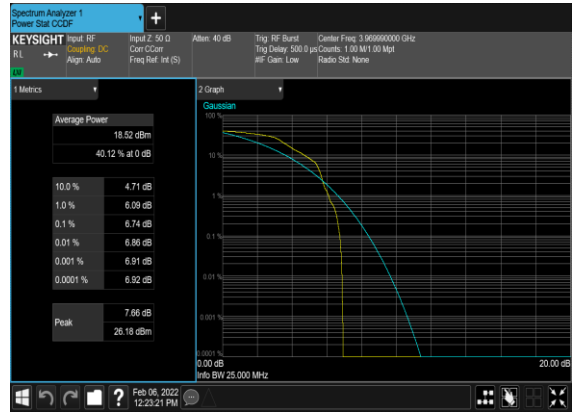 Spectrum Analyzer 1
Power Stat CCDF
+
KEYSIGHT
RL
Input: RF
Coupling: DC
Align: Auto
Input Z: 50 Ω
Corr CCorr
Freq Ref: Int (S)
Atten: 40 dB
Trig: RF Burst
Trig Delay: 500.0 µs
#IF Gain: Low
Center Freq: 3.969990000 GHz
Counts: 1.00 M/1.00 Mpt
Radio Std: None
1 Metrics
Average Power
18.52 dBm
40.12 % at 0 dB
10.0 % 4.71 dB
1.0 % 6.09 dB
0.1 % 6.74 dB
0.01 % 6.86 dB
0.001 % 6.91 dB
0.0001 % 6.92 dB
Peak
7.66 dB
26.18 dBm
2 Graph
Gaussian
100 %
10 %
1 %
0.1 %
0.01 %
0.001 %
0.0001 %
0.00 dB
20.00 dB
Info BW 25.000 MHz
?
Feb 06, 2022
12:23:21 PM